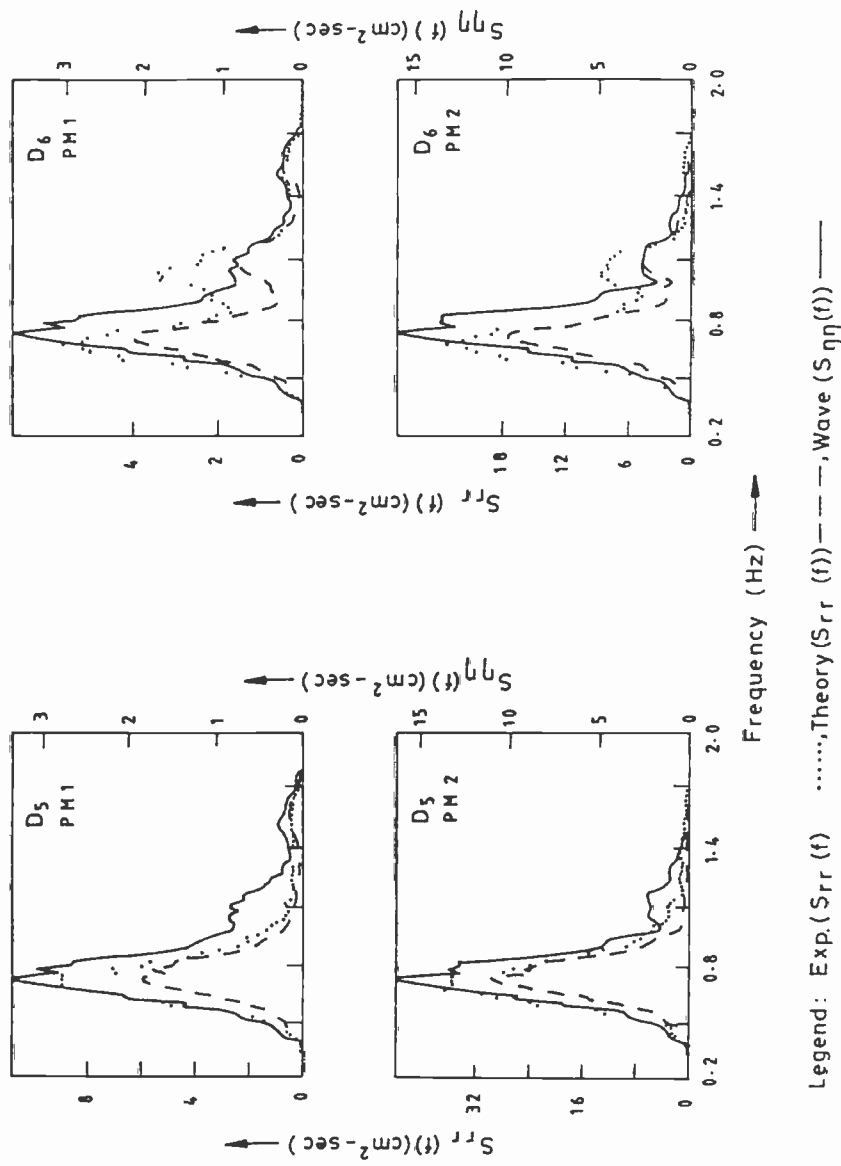 S_rr (f)(cm²-sec)
8
4
0
D5
PM1
3
2
1
0
Sηη(f)(cm²-sec)
S_rr (f)(cm²-sec)
4
2
0
D6
PM1
3
2
1
0
Sηη (f)(cm²-sec)
32
16
0
D5
PM2
15
10
5
0
0·2
0·8
1·4
2·0
18
12
6
0
D6
PM2
15
10
5
0
0·2
0·8
1·4
2·0
Frequency (Hz)
Legend: Exp.(Srr (f) ······,Theory(Srr (f))— — —,Wave(Sηη(f)) ———